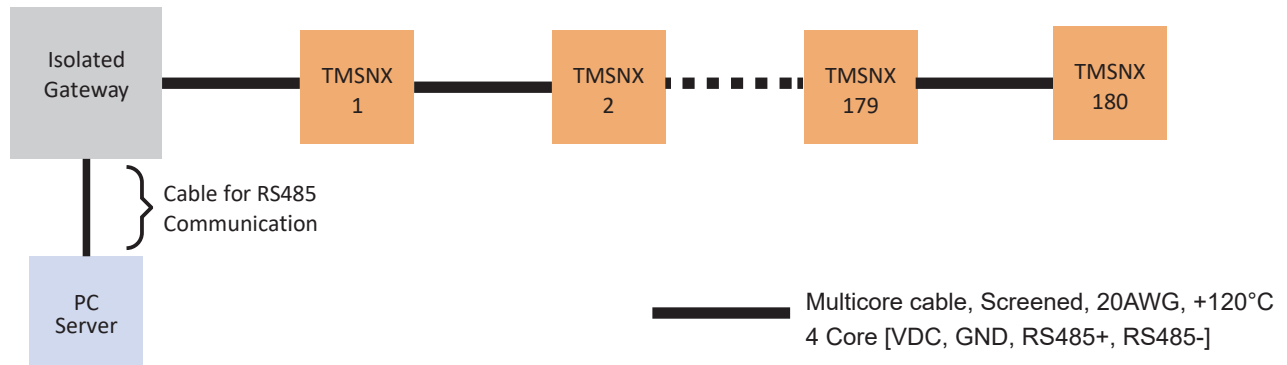 Isolated
Gateway
TMSNX
1
TMSNX
2
TMSNX
179
TMSNX
180
Cable for RS485
Communication
PC
Server
Multicore cable, Screened, 20AWG, +120°C
4 Core [VDC, GND, RS485+, RS485-]